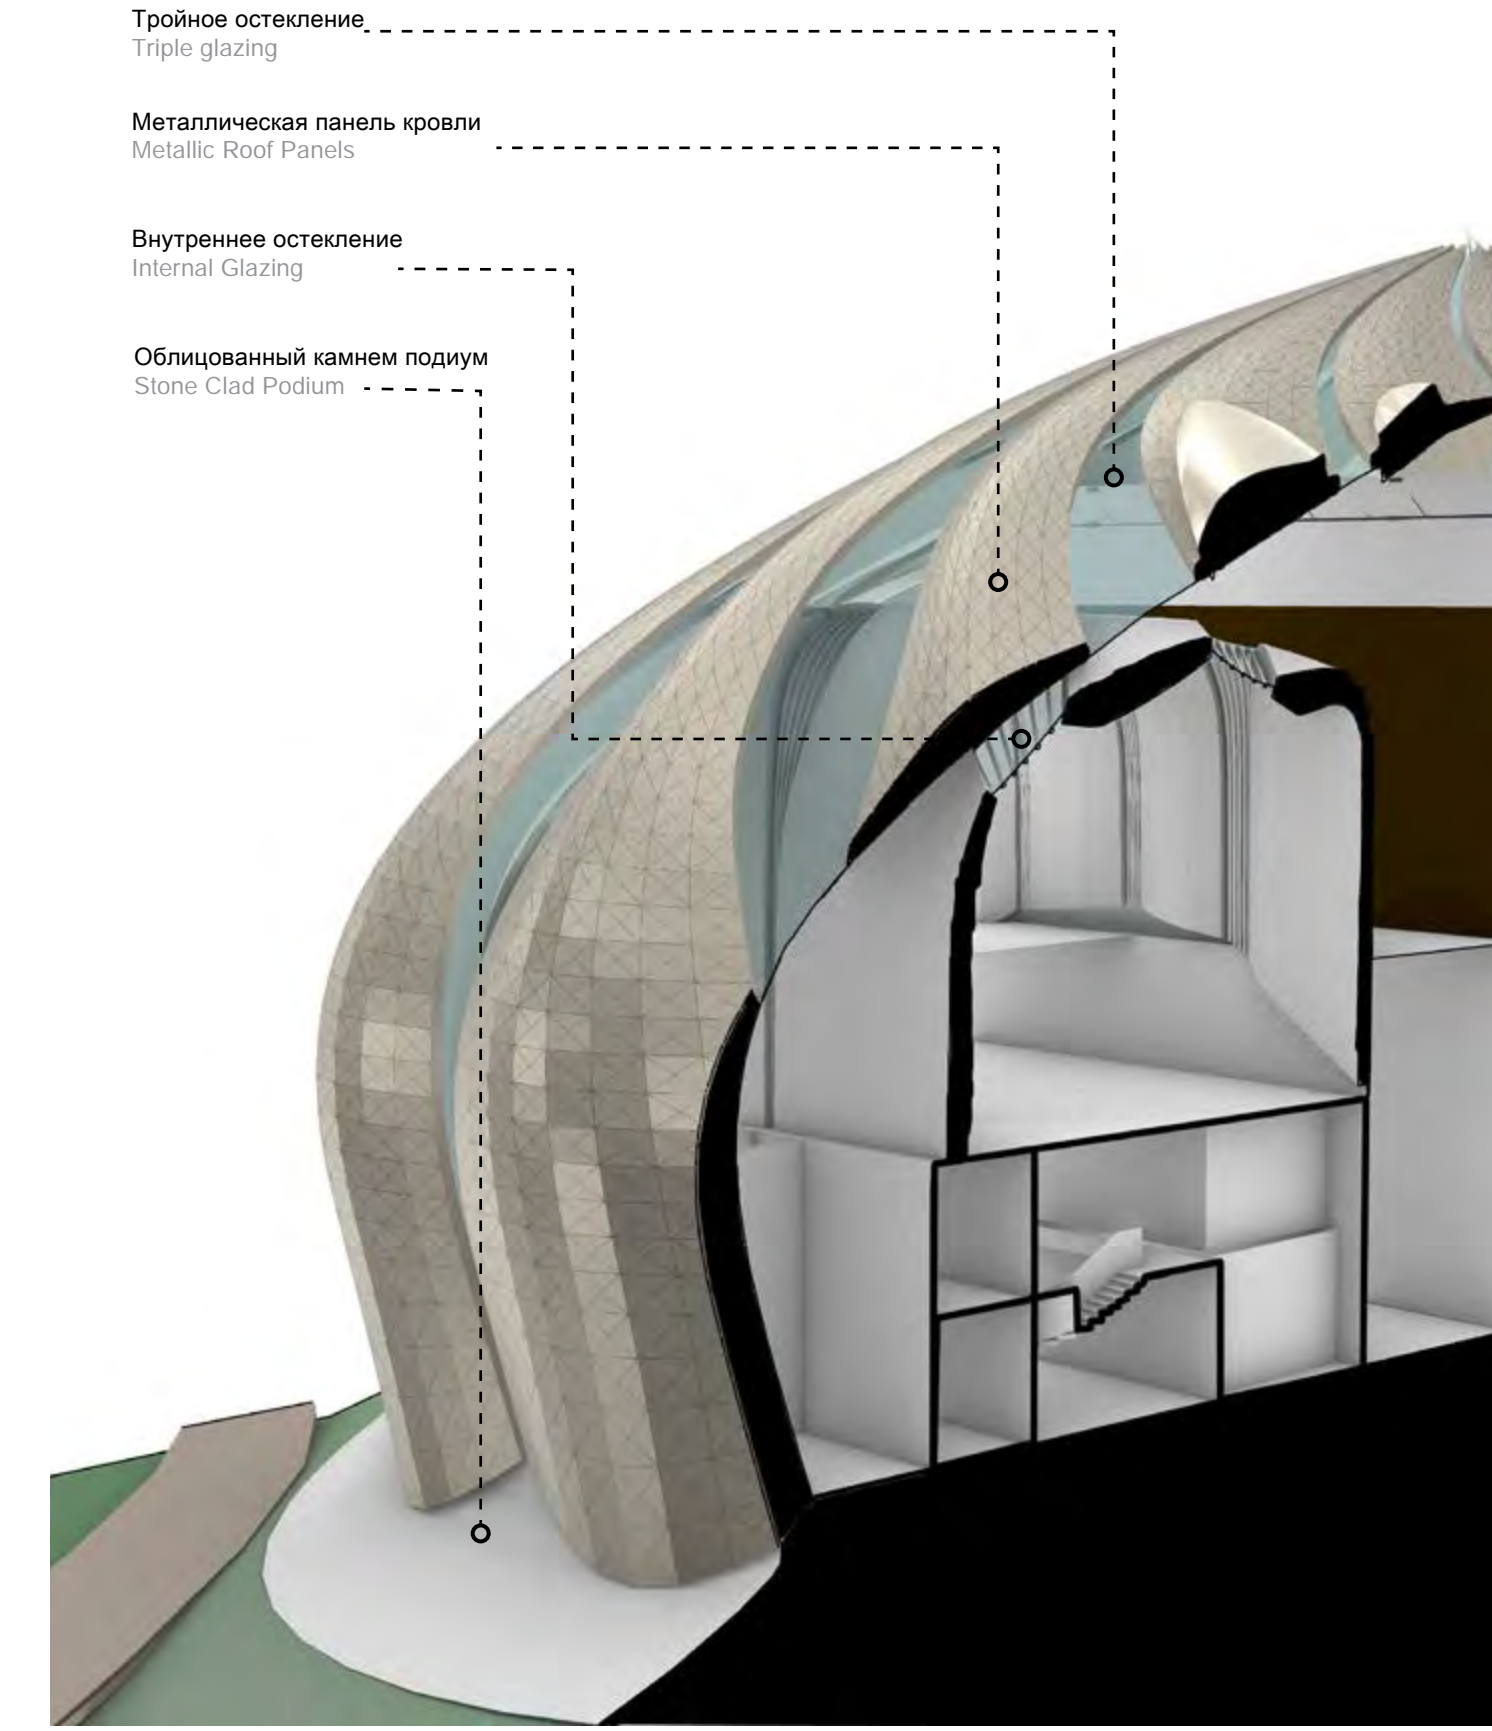 Тройное остекление
Triple glazing
Металлическая панель кровли
Metallic Roof Panels
Внутреннее остекление
Internal Glazing
Облицованный камнем подиум
Stone Clad Podium